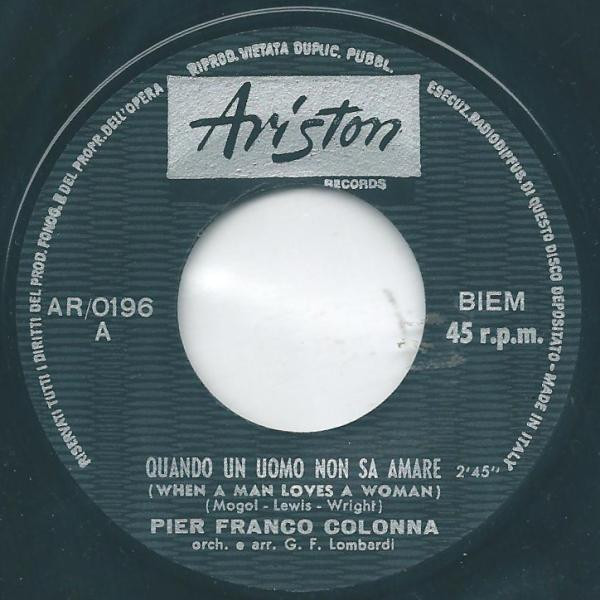 RISERVATI TUTTI I DIRITTI DEL PROD. FONOG. E DEL PROPR. DELL'OPERA
RIPROD. VIETATA DUPLIC. PUBBL.
ESECUZ. RADIODIFFUS. DI QUESTO DISCO DEPOSITATO - MADE IN ITALY
Ariston
RECORDS
AR/0196
A
BIEM
45 r.p.m.
QUANDO UN UOMO NON SA AMARE 2'45''
(WHEN A MAN LOVES A WOMAN)
(Mogol - Lewis - Wright)
PIER FRANCO COLONNA
orch. e arr. G. F. Lombardi